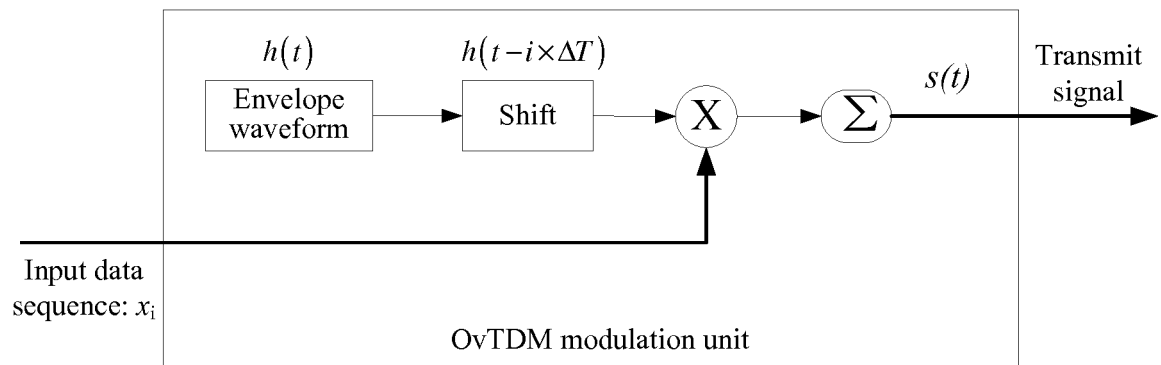 h(t)
h(t−i×ΔT)
Envelope
waveform
Shift
X
Σ
s(t)
Transmit
signal
Input data
sequence: xi
OvTDM modulation unit